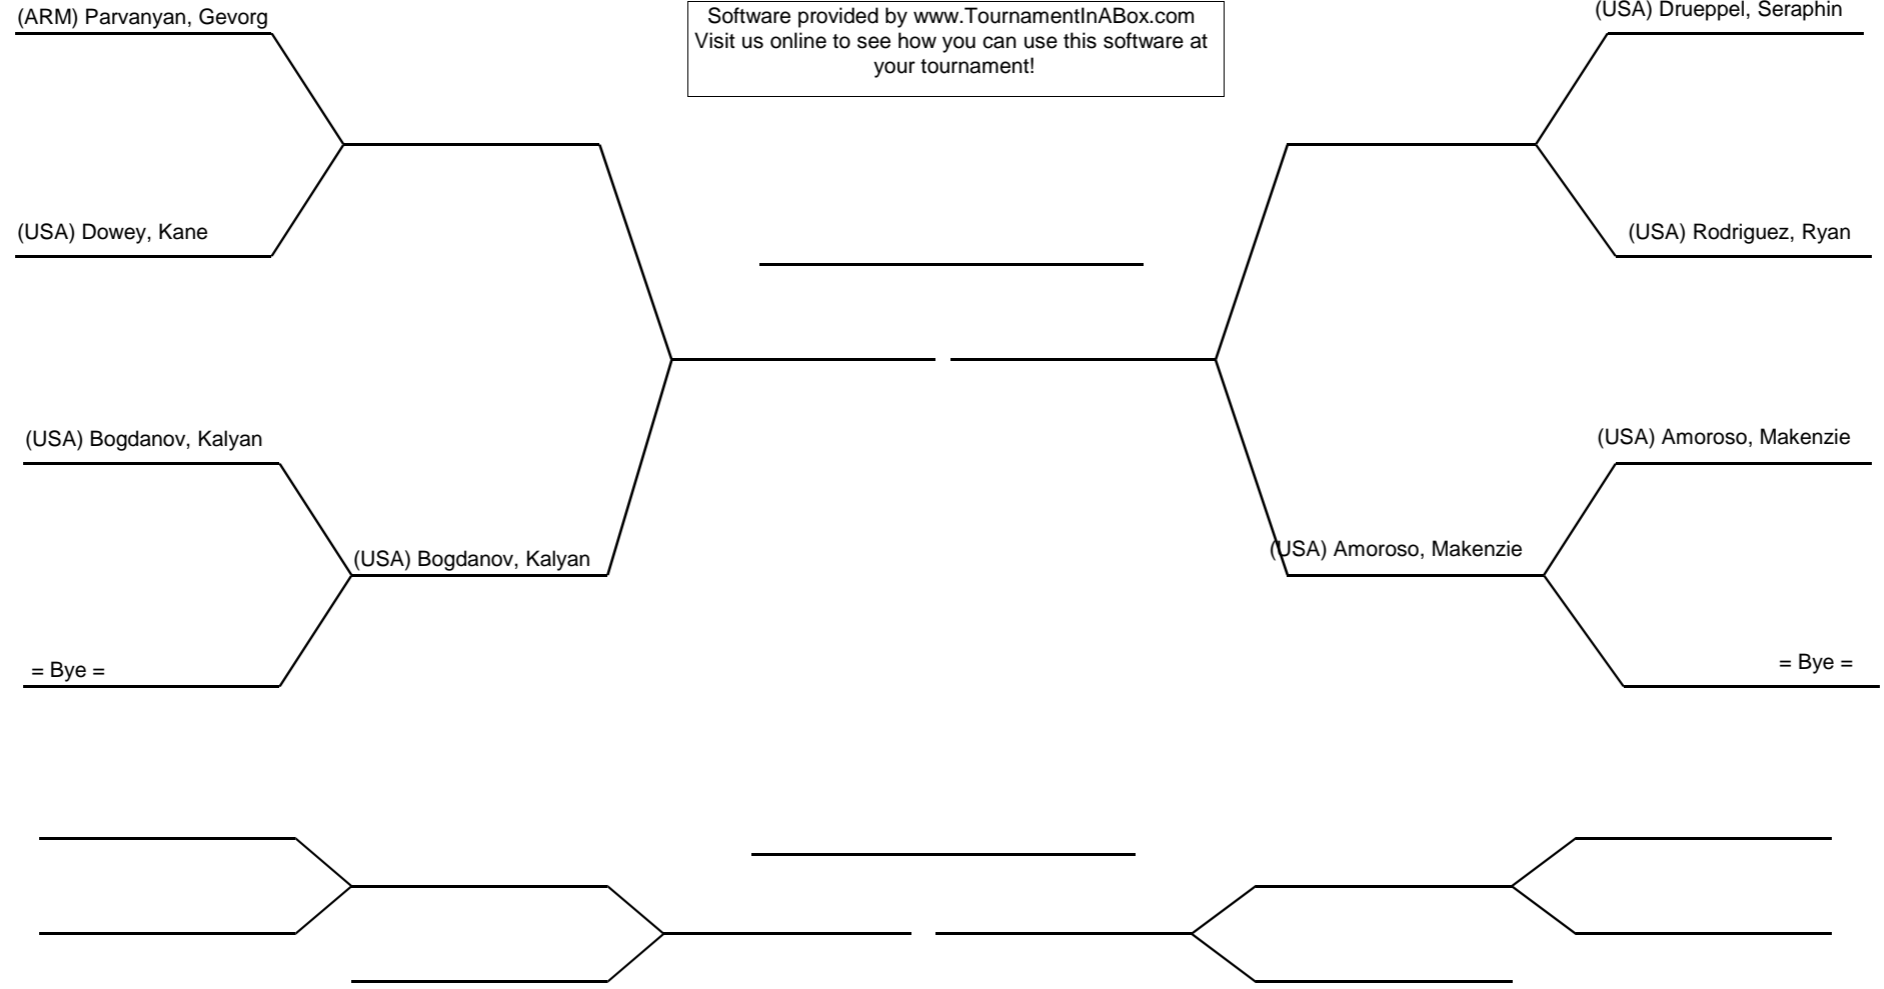 (ARM) Parvanyan, Gevorg
Software provided by www.TournamentInABox.com
Visit us online to see how you can use this software at
your tournament!
(USA) Drueppel, Seraphin
(USA) Dowey, Kane
(USA) Rodriguez, Ryan
(USA) Bogdanov, Kalyan
(USA) Amoroso, Makenzie
(USA) Bogdanov, Kalyan
(USA) Amoroso, Makenzie
= Bye =
= Bye =